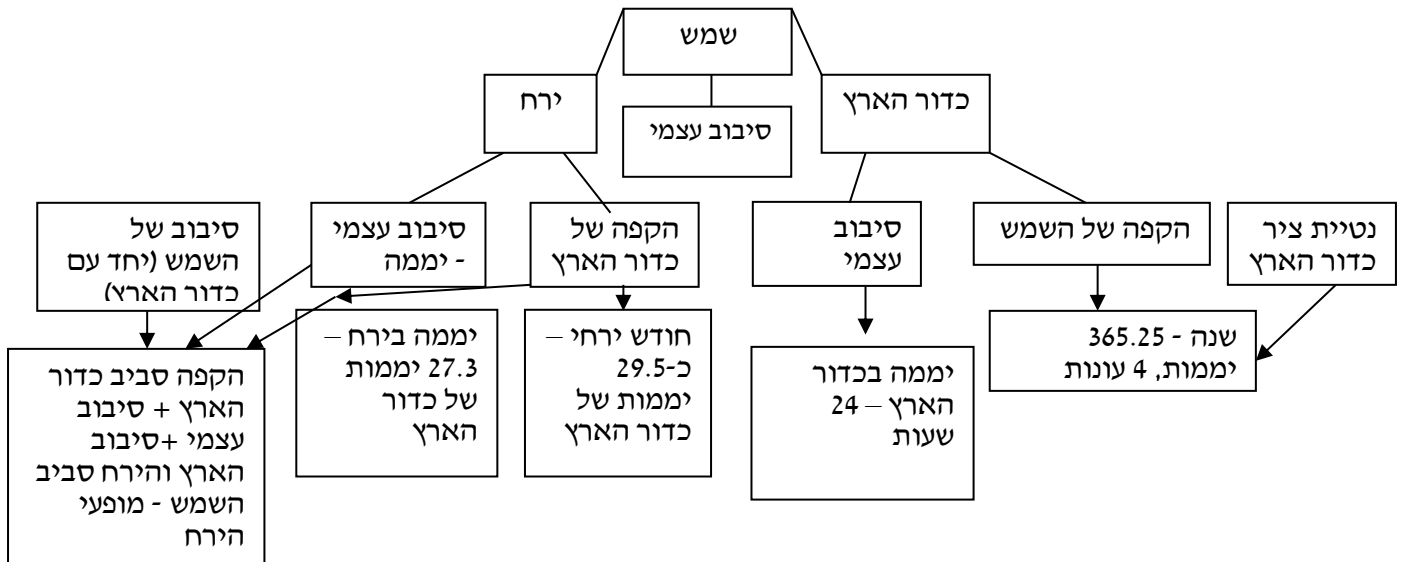 שמש
כדור הארץ
ירח
סיבוב עצמי
נטיית ציר
כדור הארץ
הקפה של השמש
סיבוב
עצמי
הקפה של
כדור הארץ
סיבוב עצמי
- יממה
סיבוב של
השמש (יחד עם
כדור הארץ)
שנה - 365.25
יממות, 4 עונות
יממה בכדור
הארץ – 24
שעות
חודש ירחי –
כ-29.5
יממות של
כדור הארץ
יממה בירח –
27.3 יממות
של כדור
הארץ
הקפה סביב כדור
הארץ + סיבוב
עצמי +סיבוב
הארץ והירח סביב
השמש - מופעי
הירח